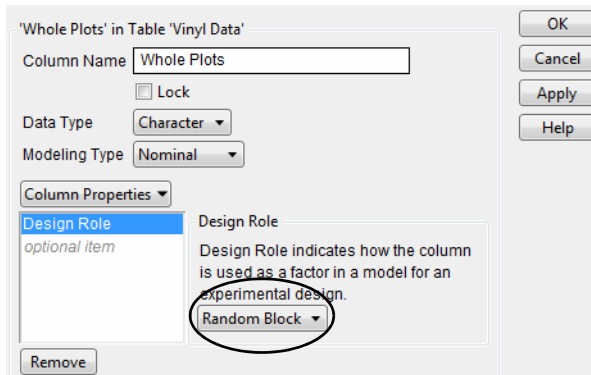 'Whole Plots' in Table 'Vinyl Data'
Column Name Whole Plots
Lock
Data Type Character
Modeling Type Nominal
Column Properties
Design Role
optional item
Design Role
Design Role indicates how the column
is used as a factor in a model for an
experimental design.
Random Block
Remove
OK
Cancel
Apply
Help